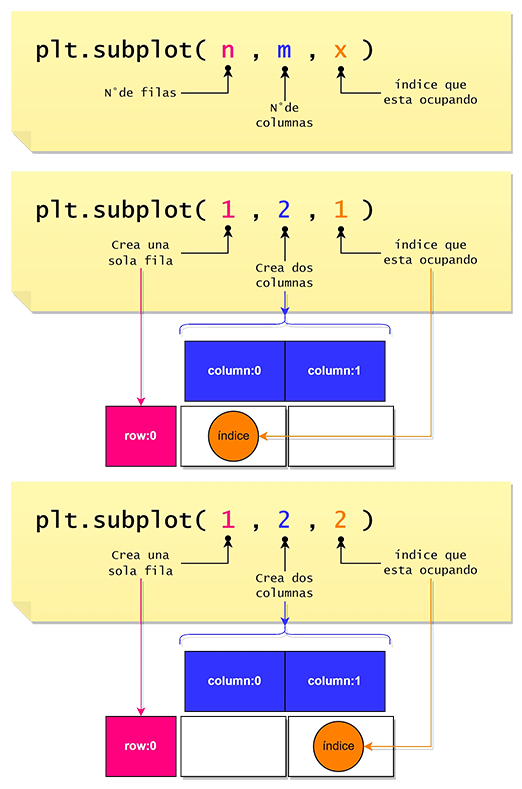 plt.subplot( n , m , x )
N°de filas
N°de
columnas
índice que
esta ocupando
plt.subplot( 1 , 2 , 1 )
Crea una
sola fila
Crea dos
columnas
índice que
esta ocupando
column:0
column:1
row:0
índice
plt.subplot( 1 , 2 , 2 )
Crea una
sola fila
Crea dos
columnas
índice que
esta ocupando
column:0
column:1
row:0
índice